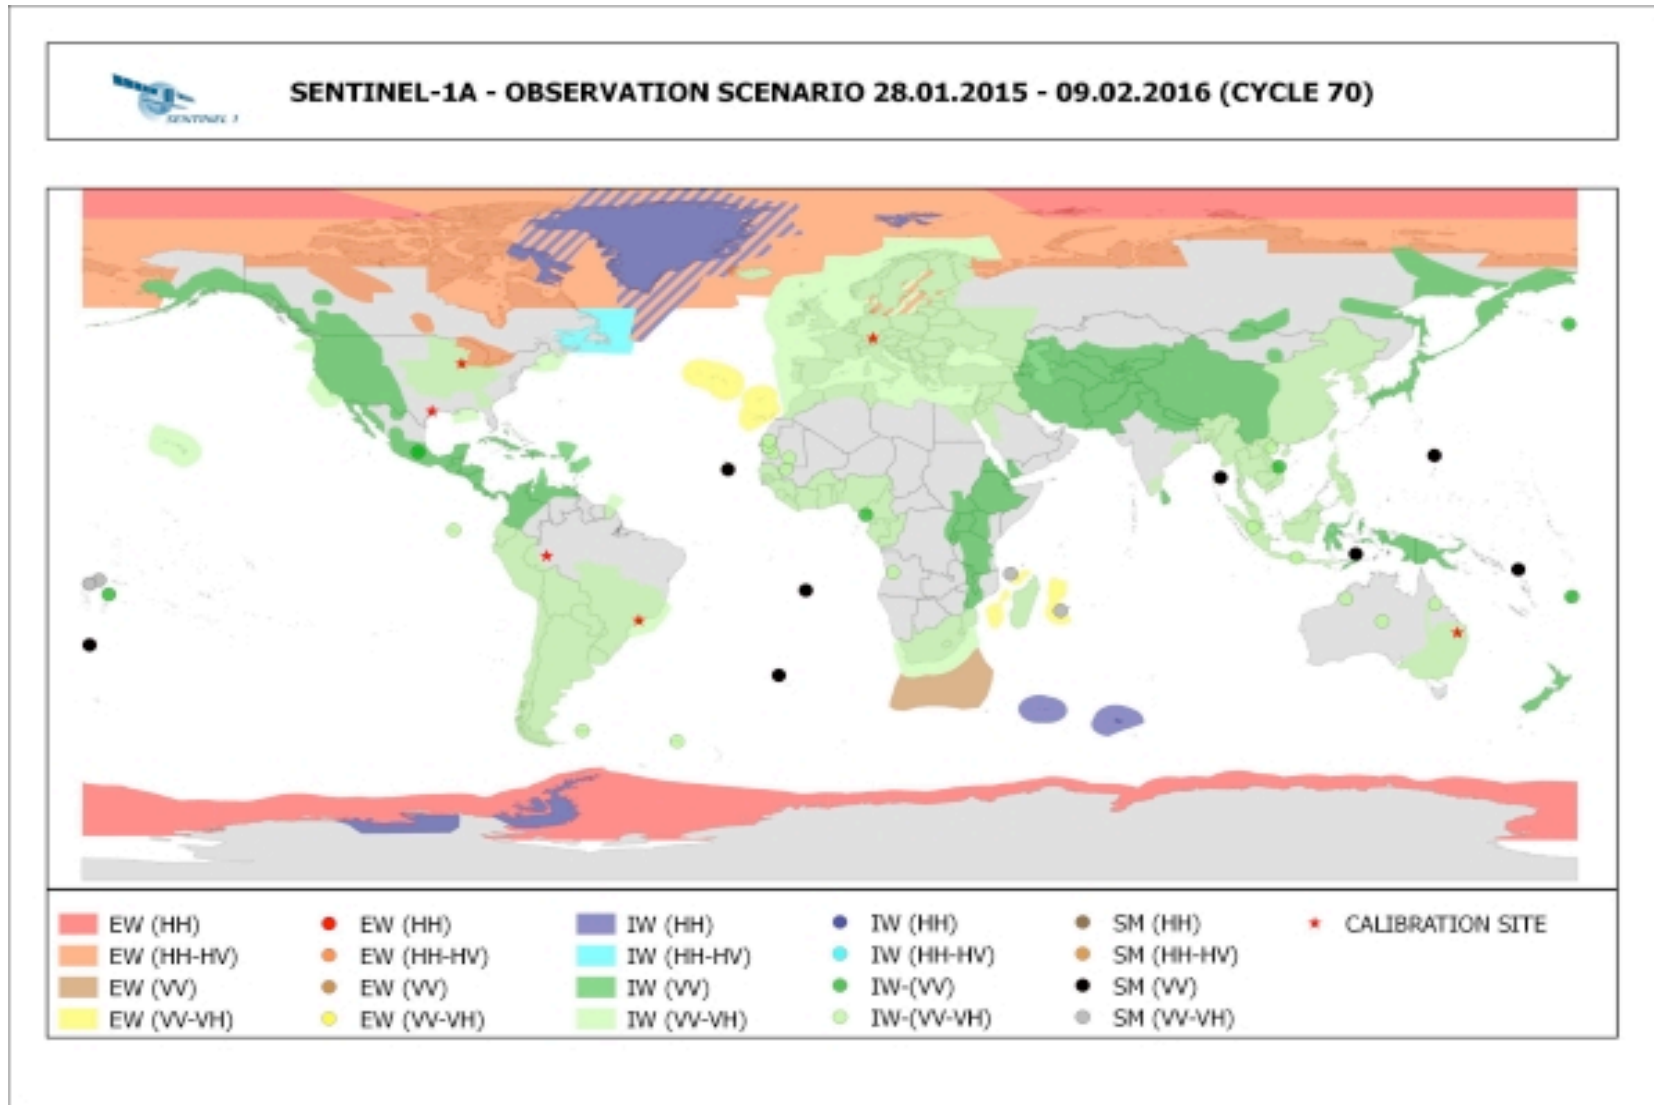 SENTINEL 1
SENTINEL-1A - OBSERVATION SCENARIO 28.01.2015 - 09.02.2016 (CYCLE 70)
EW (HH) EW (HH) IW (HH) IW (HH) SM (HH) CALIBRATION SITE
EW (HH-HV) EW (HH-HV) IW (HH-HV) IW (HH-HV) SM (HH-HV)
EW (VV) EW (VV) IW (VV) IW-(VV) SM (VV)
EW (VV-VH) EW (VV-VH) IW (VV-VH) IW-(VV-VH) SM (VV-VH)